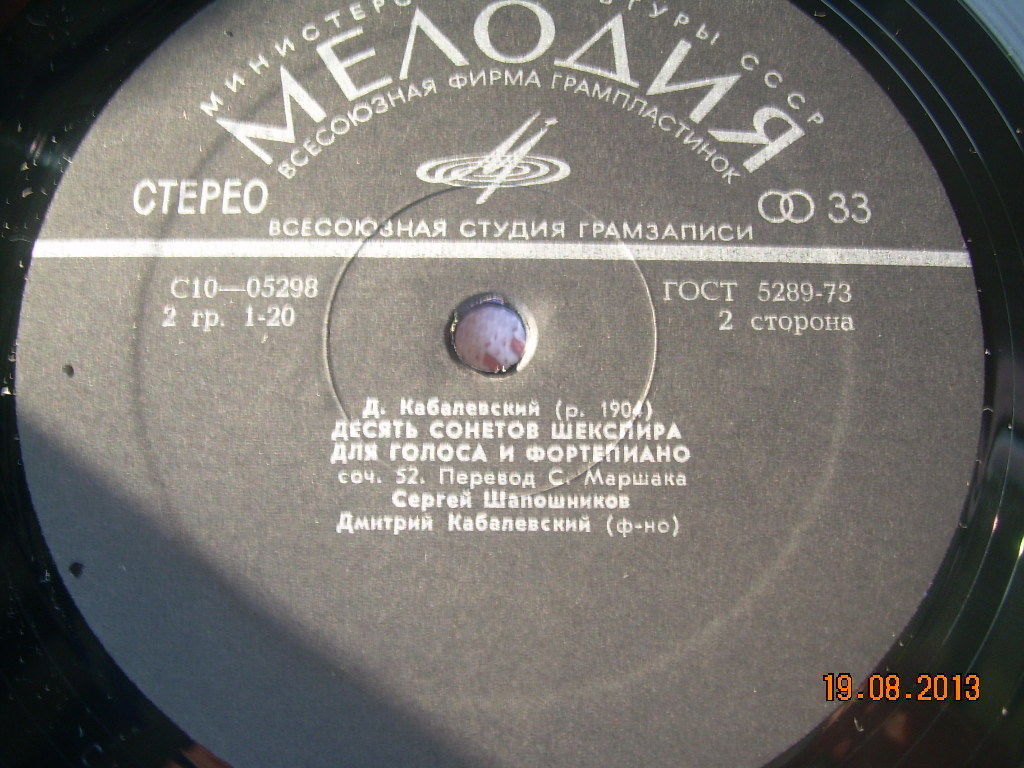 СССР
МЕЛОДИЯ
ВСЕСОЮЗНАЯ ФИРМА ГРАМПЛАСТИНОК
СТЕРЕО
33
ВСЕСОЮЗНАЯ СТУДИЯ ГРАМЗАПИСИ
С10—05298
ГОСТ 5289-73
2 гр. 1-20
2 сторона
Д. Кабалевский (р. 1904)
ДЕСЯТЬ СОНЕТОВ ШЕКСПИРА
ДЛЯ ГОЛОСА И ФОРТЕПИАНО
соч. 52. Перевод С. Маршака
Сергей Шапошников
Дмитрий Кабалевский (ф-но)
19.08.2013